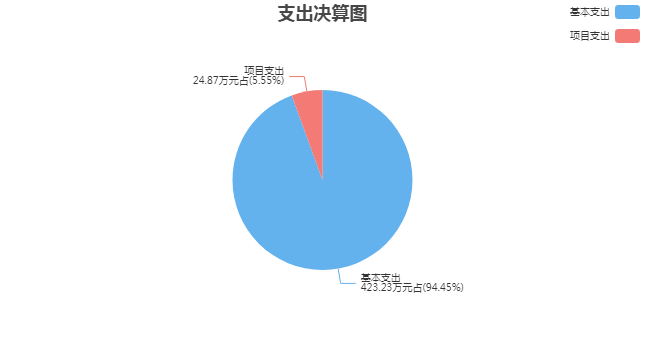 支出决算图
基本支出
项目支出
项目支出
24.87万元占(5.55%)
基本支出
423.23万元占(94.45%)